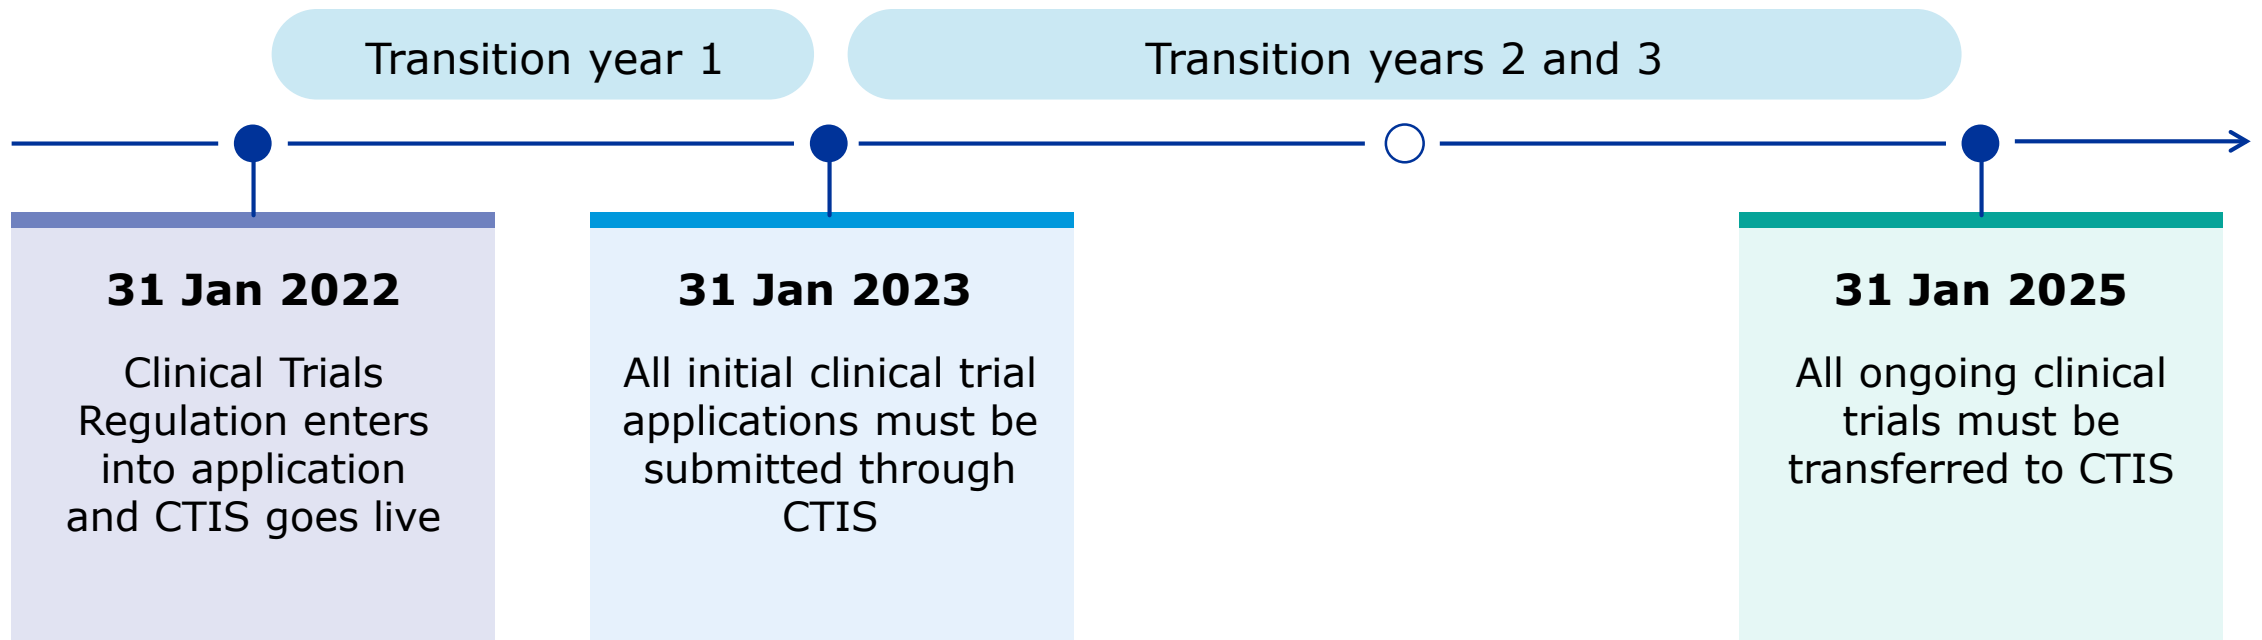 Transition year 1
Transition years 2 and 3
31 Jan 2022
Clinical Trials
Regulation enters
into application
and CTIS goes live
31 Jan 2023
All initial clinical trial
applications must be
submitted through
CTIS
31 Jan 2025
All ongoing clinical
trials must be
transferred to CTIS